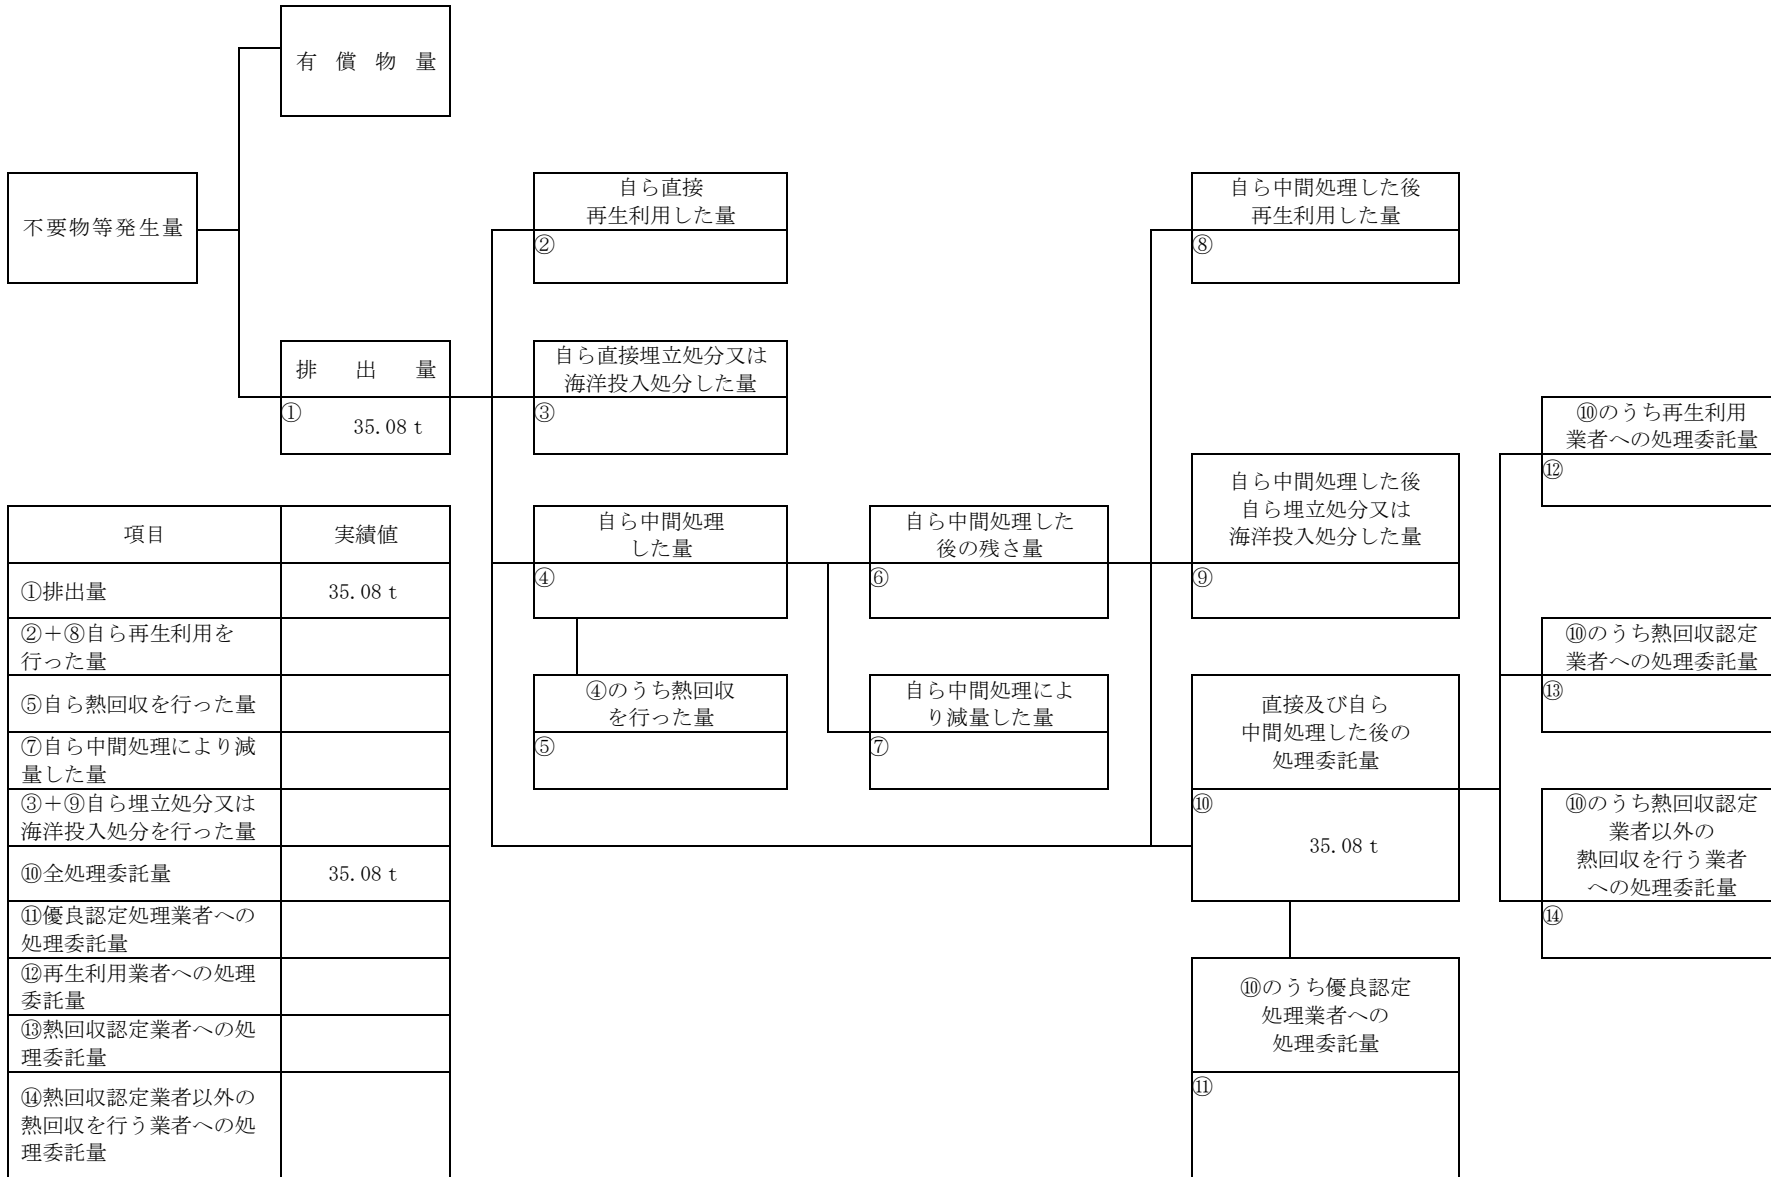 有償物量
不要物等発生量
排出量
①
35.08 t
自ら直接
再生利用した量
②
自ら直接埋立処分又は
海洋投入処分した量
③
自ら中間処理
した量
④
④のうち熱回収
を行った量
⑤
自ら中間処理した
後の残さ量
⑥
自ら中間処理によ
り減量した量
⑦
自ら中間処理した後
再生利用した量
⑧
自ら中間処理した後
自ら埋立処分又は
海洋投入処分した量
⑨
直接及び自ら
中間処理した後の
処理委託量
⑩
35.08 t
⑩のうち優良認定
処理業者への
処理委託量
⑪
⑩のうち再生利用
業者への処理委託量
⑫
⑩のうち熱回収認定
業者への処理委託量
⑬
⑩のうち熱回収認定
業者以外の
熱回収を行う業者
への処理委託量
⑭
項目 実績値
①排出量 35.08 t
②＋⑧自ら再生利用を
行った量
⑤自ら熱回収を行った量
⑦自ら中間処理により減
量した量
③＋⑨自ら埋立処分又は
海洋投入処分を行った量
⑩全処理委託量 35.08 t
⑪優良認定処理業者への
処理委託量
⑫再生利用業者への処理
委託量
⑬熱回収認定業者への処
理委託量
⑭熱回収認定業者以外の
熱回収を行う業者への処
理委託量